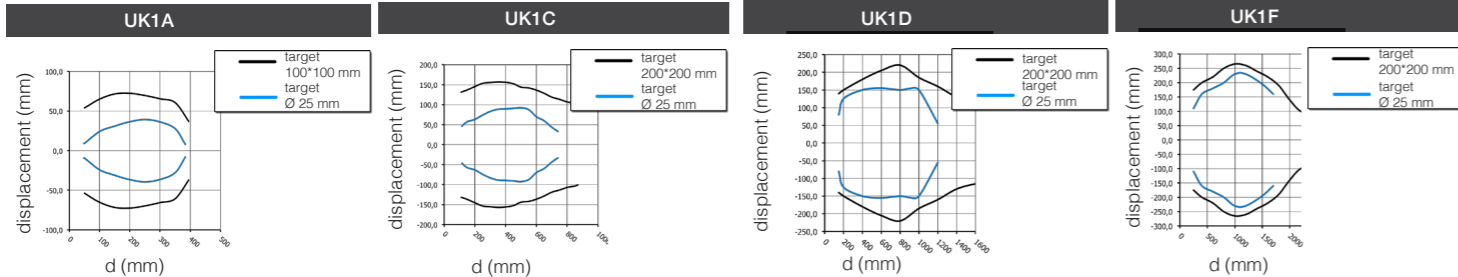 UK1A
UK1C
UK1D
UK1F
target
100*100 mm
target
Ø 25 mm
displacement (mm)
100,0
50,0
0,0
-50,0
-100,0
0
100
200
300
400
500
d (mm)
target
200*200 mm
target
Ø 25 mm
displacement (mm)
200,0
150,0
100,0
50,0
0,0
-50,0
-100,0
-150,0
-200,0
0
200
400
600
800
d (mm)
target
200*200 mm
target
Ø 25 mm
displacement (mm)
250,0
200,0
150,0
100,0
50,0
0,0
-50,0
-100,0
-150,0
-200,0
-250,0
0
200
400
600
800
1000
1200
1400
1600
d (mm)
target
200*200 mm
target
Ø 25 mm
displacement (mm)
300,0
250,0
200,0
150,0
100,0
50,0
0,0
-50,0
-100,0
-150,0
-200,0
-250,0
-300,0
0
500
1000
1500
2000
d (mm)